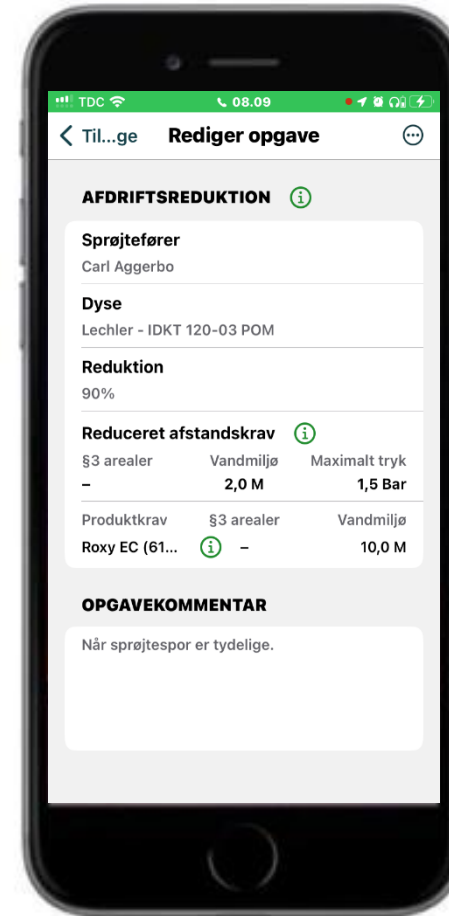 TDC 08.09
Til...ge Rediger opgave
AFDRIFTSREDUKTION
Sprøjtefører
Carl Aggerbo
Dyse
Lechler - IDKT 120-03 POM
Reduktion
90%
Reduceret afstandskrav
§3 arealer Vandmiljø Maximalt tryk
– 2,0 M 1,5 Bar
Produktkrav §3 arealer Vandmiljø
Roxy EC (61... – 10,0 M
OPGAVEKOMMENTAR
Når sprøjtespor er tydelige.